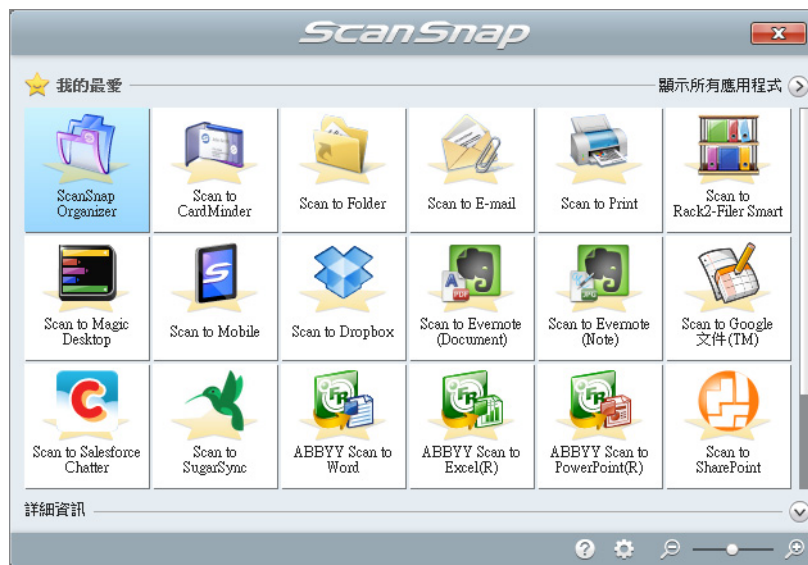 ScanSnap
我的最愛
顯示所有應用程式
ScanSnap
Organizer
Scan to
CardMinder
Scan to Folder
Scan to E-mail
Scan to Print
Scan to
Rack2-Filer Smart
Scan to Magic
Desktop
Scan to Mobile
Scan to Dropbox
Scan to Evernote
(Document)
Scan to Evernote
(Note)
Scan to Google
文件(TM)
Scan to Salesforce
Chatter
Scan to
SugarSync
ABBYY Scan to
Word
ABBYY Scan to
Excel(R)
ABBYY Scan to
PowerPoint(R)
Scan to
SharePoint
詳細資訊